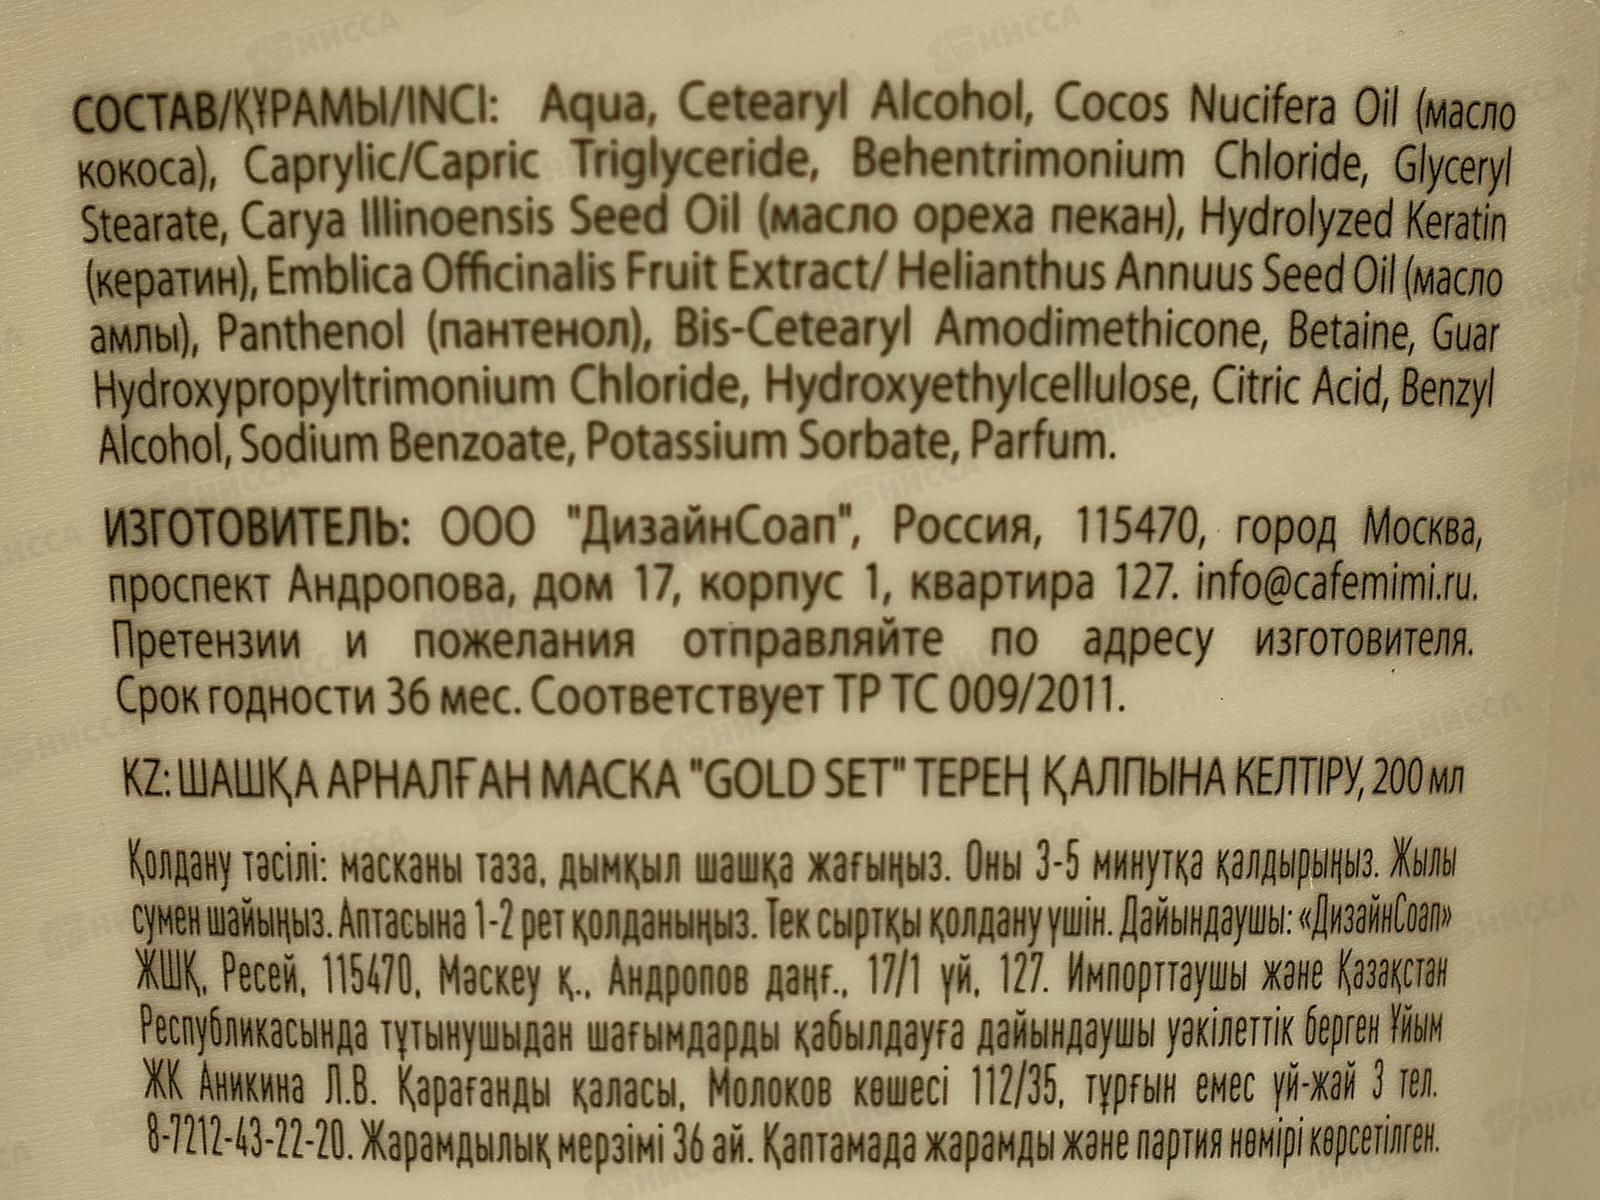 СОСТАВ/ҚҰРАМЫ/INCI: Aqua, Cetearyl Alcohol, Cocos Nucifera Oil (масло
кокоса), Caprylic/Capric Triglyceride, Behentrimonium Chloride, Glyceryl
Stearate, Carya Illinoensis Seed Oil (масло ореха пекан), Hydrolyzed Keratin
(кератин), Emblica Officinalis Fruit Extract/ Helianthus Annuus Seed Oil (масло
амлы), Panthenol (пантенол), Bis-Cetearyl Amodimethicone, Betaine, Guar
Hydroxypropyltrimonium Chloride, Hydroxyethylcellulose, Citric Acid, Benzyl
Alcohol, Sodium Benzoate, Potassium Sorbate, Parfum.
ИЗГОТОВИТЕЛЬ: ООО "ДизайнСоап", Россия, 115470, город Москва,
проспект Андропова, дом 17, корпус 1, квартира 127. info@cafemimi.ru.
Претензии и пожелания отправляйте по адресу изготовителя.
Срок годности 36 мес. Соответствует ТР ТС 009/2011.
KZ: ШАШҚА АРНАЛҒАН МАСКА "GOLD SET" ТЕРЕҢ ҚАЛПЫНА КЕЛТІРУ, 200 мл
Қолдану тәсілі: масканы таза, дымқыл шашқа жағыңыз. Оны 3-5 минутқа қалдырыңыз. Жылы
сумен шайыңыз. Аптасына 1-2 рет қолданыңыз. Тек сыртқы қолдану үшін. Дайындаушы: «ДизайнСоап»
ЖШҚ, Ресей, 115470, Мәскеу қ., Андропов даңғ., 17/1 үй, 127. Импорттаушы және Қазақстан
Республикасында тұтынушыдан шағымдарды қабылдауға дайындаушы уәкілеттік берген Ұйым
ЖК Аникина Л.В. Қарағанды қаласы, Молоков көшесі 112/35, тұрғын емес үй-жай 3 тел.
8-7212-43-22-20. Жарамдылық мерзімі 36 ай. Қаптамада жарамды және партия нөмірі көрсетілген.